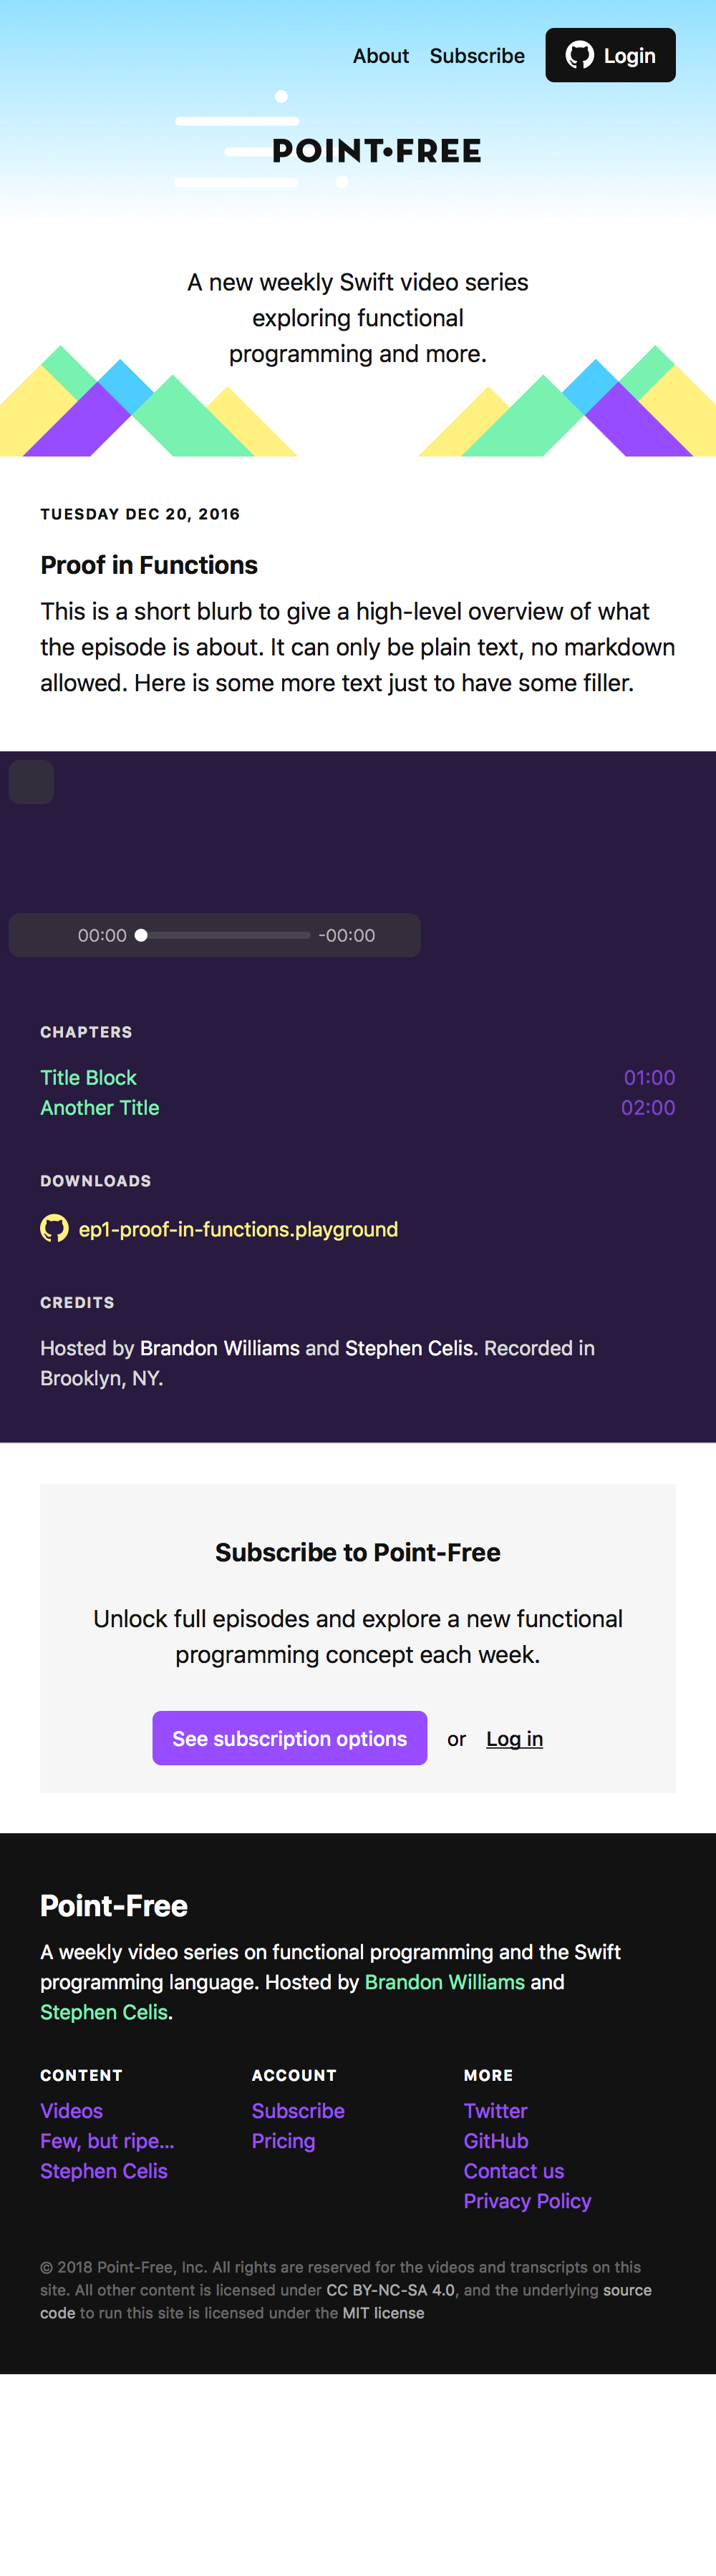 About Subscribe Login
POINT•FREE
A new weekly Swift video series
exploring functional
programming and more.
TUESDAY DEC 20, 2016
Proof in Functions
This is a short blurb to give a high-level overview of what
the episode is about. It can only be plain text, no markdown
allowed. Here is some more text just to have some filler.
00:00 -00:00
CHAPTERS
Title Block 01:00
Another Title 02:00
DOWNLOADS
ep1-proof-in-functions.playground
CREDITS
Hosted by Brandon Williams and Stephen Celis. Recorded in
Brooklyn, NY.
Subscribe to Point-Free
Unlock full episodes and explore a new functional
programming concept each week.
See subscription options or Log in
Point-Free
A weekly video series on functional programming and the Swift
programming language. Hosted by Brandon Williams and
Stephen Celis.
CONTENT ACCOUNT MORE
Videos Subscribe Twitter
Few, but ripe... Pricing GitHub
Stephen Celis Contact us
Privacy Policy
© 2018 Point-Free, Inc. All rights are reserved for the videos and transcripts on this
site. All other content is licensed under CC BY-NC-SA 4.0, and the underlying source
code to run this site is licensed under the MIT license